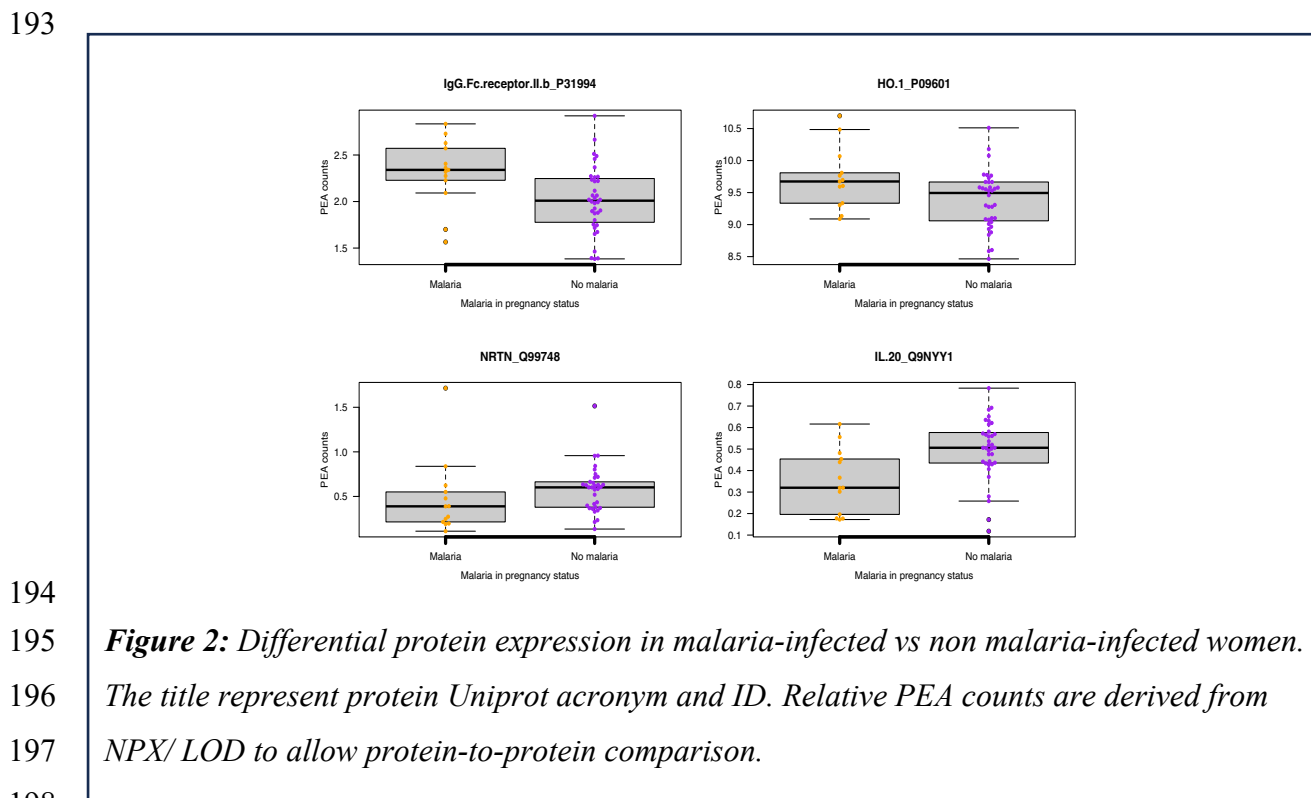 193
IgG.Fc.receptor.II.b_P31994
PEA counts
2.5
2.0
1.5
Malaria
No malaria
Malaria in pregnancy status
HO.1_P09601
PEA counts
10.5
10.0
9.5
9.0
8.5
Malaria
No malaria
Malaria in pregnancy status
NRTN_Q99748
PEA counts
1.5
1.0
0.5
Malaria
No malaria
Malaria in pregnancy status
IL.20_Q9NYY1
PEA counts
0.8
0.7
0.6
0.5
0.4
0.3
0.2
0.1
Malaria
No malaria
Malaria in pregnancy status
194
195 Figure 2: Differential protein expression in malaria-infected vs non malaria-infected women.
196 The title represent protein Uniprot acronym and ID. Relative PEA counts are derived from
197 NPX/ LOD to allow protein-to-protein comparison.